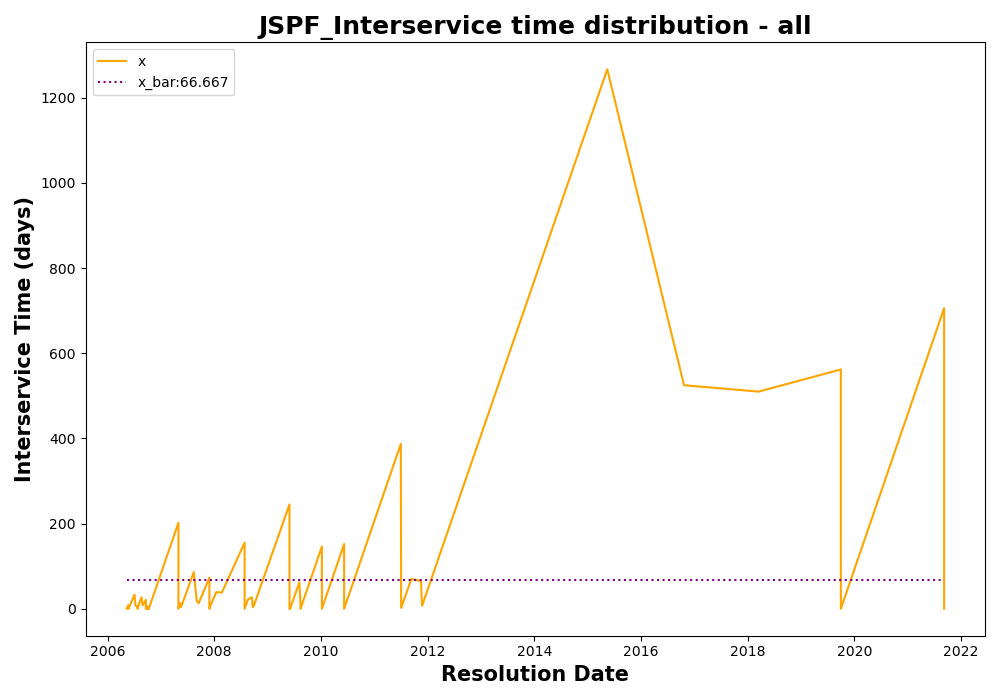 JSPF_Interservice time distribution - all
x
x_bar:66.667
Interservice Time (days)
1200
1000
800
600
400
200
0
2006 2008 2010 2012 2014 2016 2018 2020 2022
Resolution Date